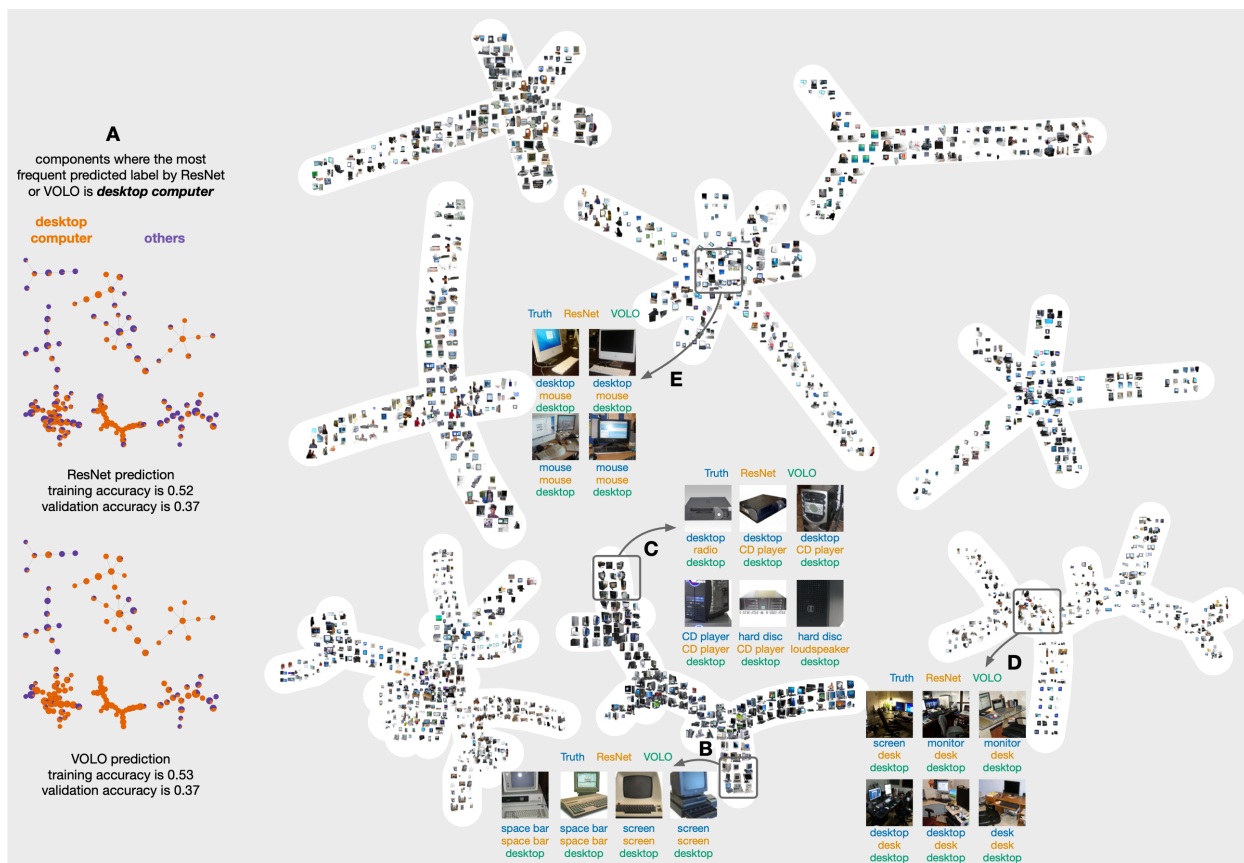 A
components where the most
frequent predicted label by ResNet
or VOLO is desktop computer
desktop
computer
others
ResNet prediction
training accuracy is 0.52
validation accuracy is 0.37
VOLO prediction
training accuracy is 0.53
validation accuracy is 0.37
Truth ResNet VOLO
E
desktop desktop
mouse mouse
desktop desktop
mouse mouse
mouse mouse
desktop desktop
Truth ResNet VOLO
C
desktop desktop desktop
radio CD player CD player
desktop desktop desktop
CD player hard disc hard disc
CD player CD player loudspeaker
desktop desktop desktop
B
Truth ResNet VOLO
space bar space bar screen screen
space bar space bar screen screen
desktop desktop desktop desktop
D
Truth ResNet VOLO
screen monitor monitor
desk desk desk
desktop desktop desktop
desktop desktop desk
desk desk desk
desktop desktop desktop